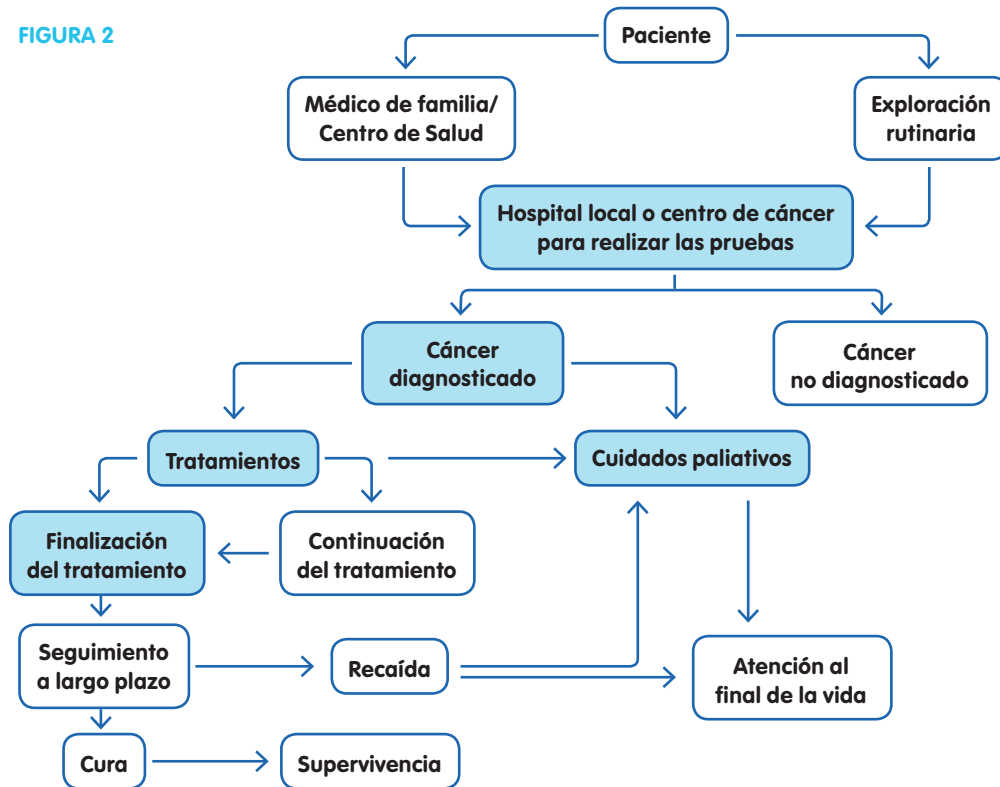 FIGURA 2
Paciente
Médico de familia/
Centro de Salud
Exploración
rutinaria
Hospital local o centro de cáncer
para realizar las pruebas
Cáncer
diagnosticado
Cáncer
no diagnosticado
Tratamientos
Cuidados paliativos
Finalización
del tratamiento
Continuación
del tratamiento
Seguimiento
a largo plazo
Recaída
Atención al
final de la vida
Cura
Supervivencia